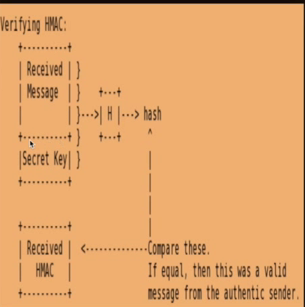 Verifying HMAC:
+----------+
| Received | }
| Message | } +---+
| | }--->| H |---> hash
+----------+ } +---+ ^
|Secret Key| } |
+----------+ |
|
|
+----------+ |
| Received | <-------------Compare these.
| HMAC | If equal, then this was a valid
+----------+ message from the authentic sender.